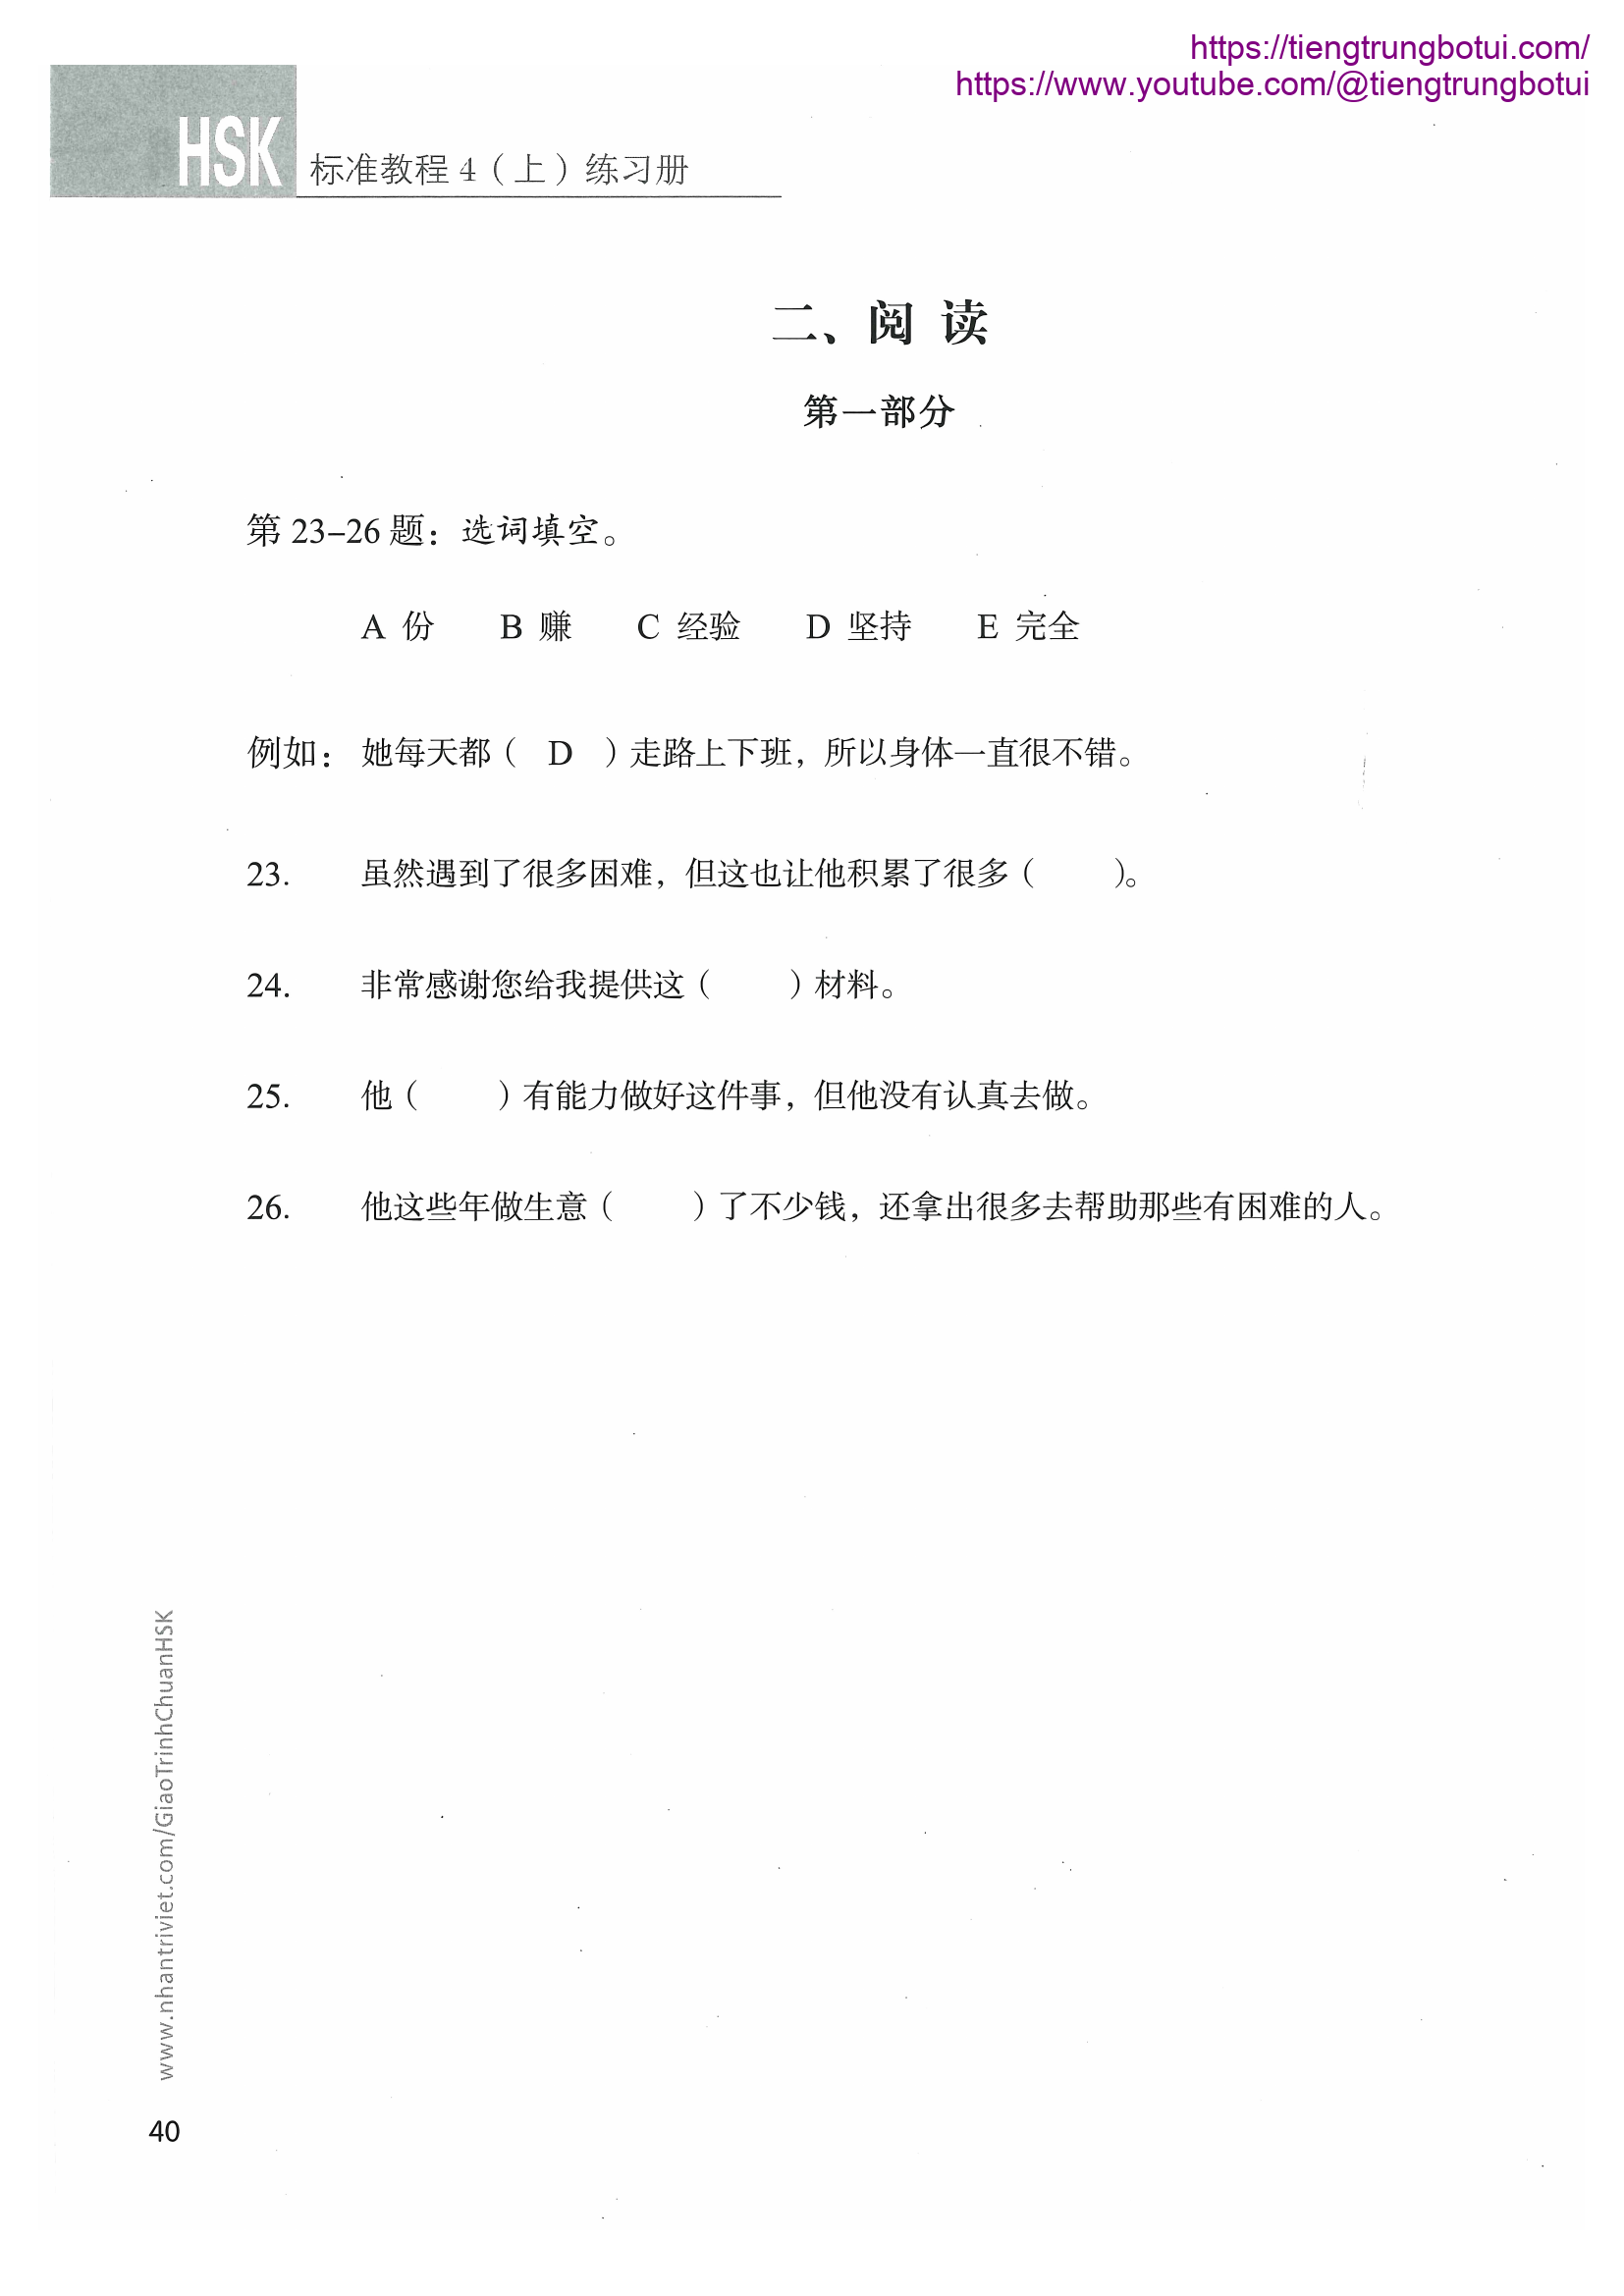 https://tiengtrungbotui.com/
https://www.youtube.com/@tiengtrungbotui
HSK 标准教程 4（上）练习册
二、阅 读
第一部分
第 23–26 题：选词填空。
A 份 B 赚 C 经验 D 坚持 E 完全
例如：她每天都（ D ）走路上下班，所以身体一直很不错。
23. 虽然遇到了很多困难，但这也让他积累了很多（ ）。
24. 非常感谢您给我提供这（ ）材料。
25. 他（ ）有能力做好这件事，但他没有认真去做。
26. 他这些年做生意（ ）了不少钱，还拿出很多去帮助那些有困难的人。
www.nhantriviet.com/GiaoTrinhChuanHSK
40